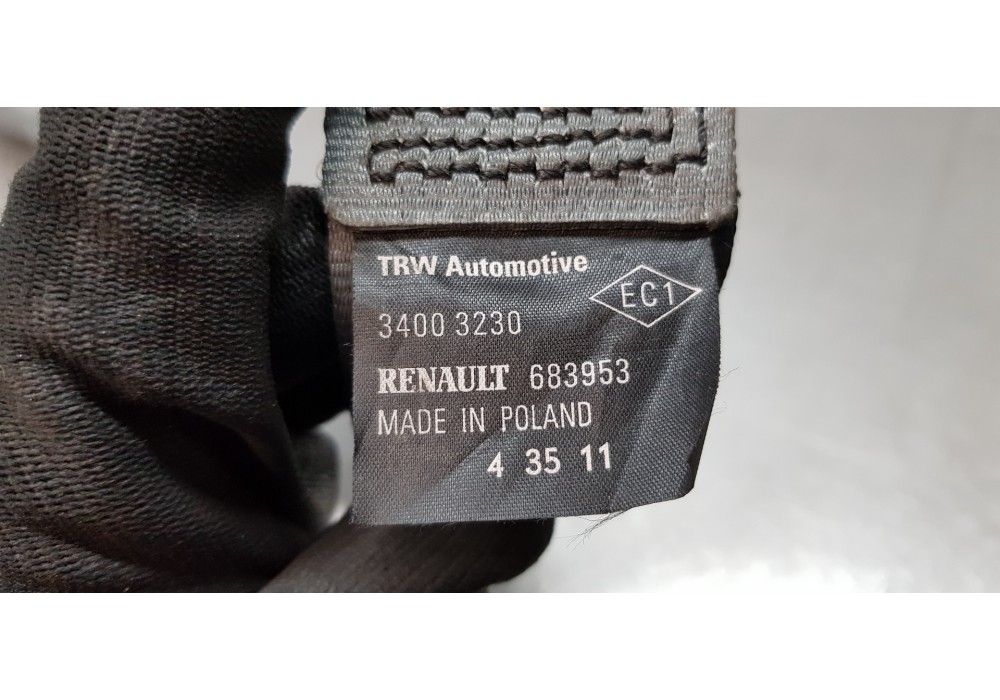 TRW Automotive
EC1
3400 3230
RENAULT 683953
MADE IN POLAND
4 35 11